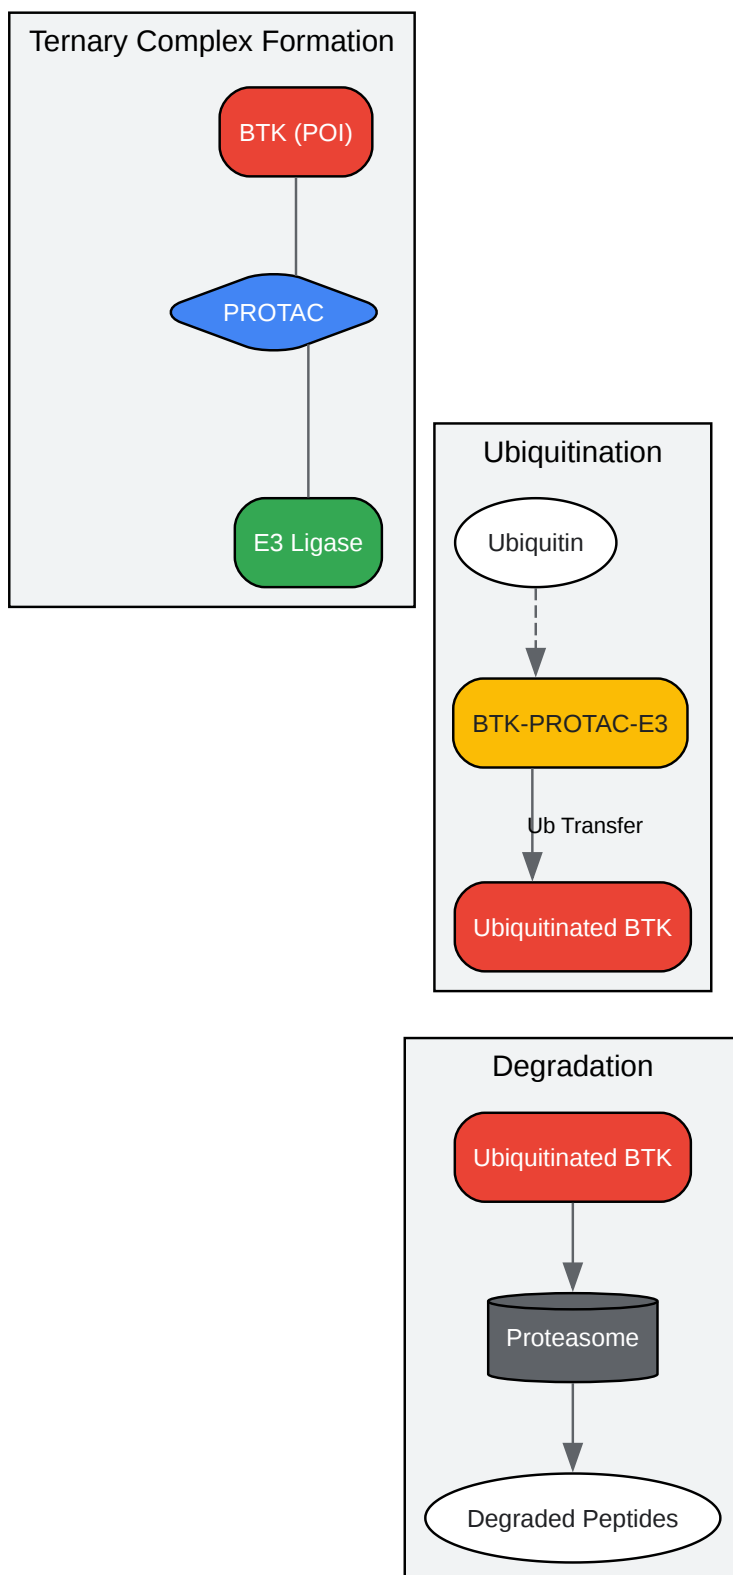 Ternary Complex Formation
BTK (POI)
PROTAC
E3 Ligase
Ubiquitination
Ubiquitin
BTK-PROTAC-E3
Ub Transfer
Ubiquitinated BTK
Degradation
Ubiquitinated BTK
Proteasome
Degraded Peptides